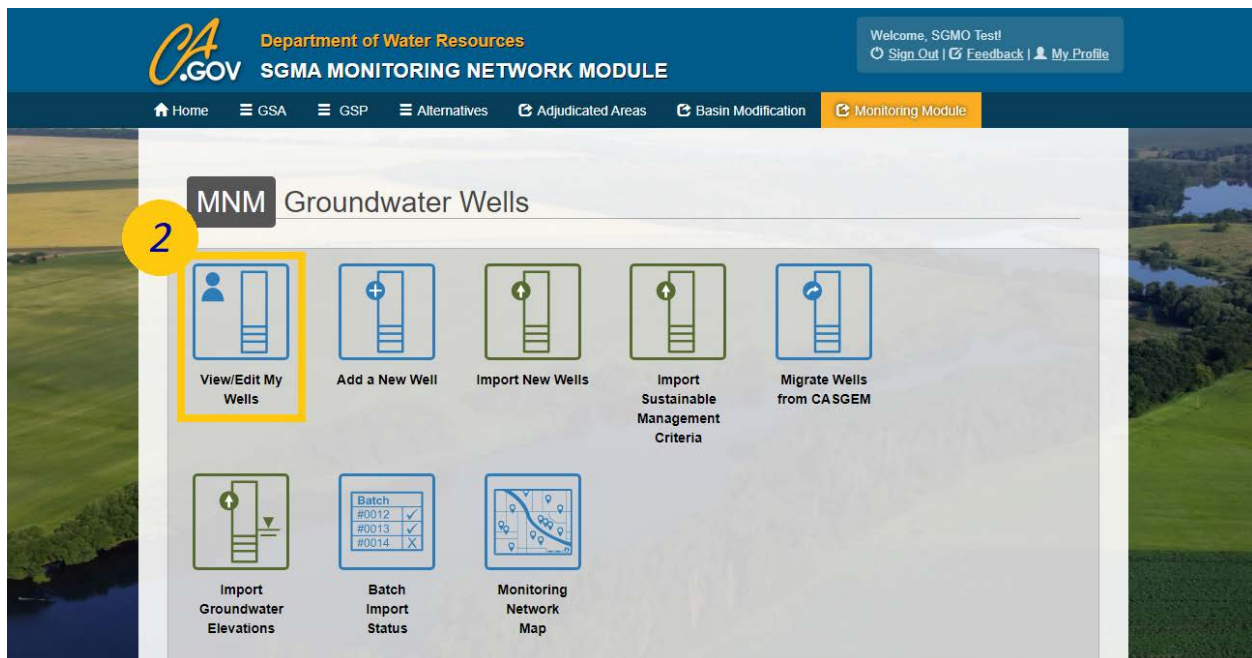 CA
.GOV
Department of Water Resources
SGMA MONITORING NETWORK MODULE
Welcome, SGMO Test!
Sign Out | Feedback | My Profile
Home GSA GSP Alternatives Adjudicated Areas Basin Modification Monitoring Module
MNM Groundwater Wells
2
View/Edit My
Wells
Add a New Well
Import New Wells
Import
Sustainable
Management
Criteria
Migrate Wells
from CASGEM
Batch
#0012
#0013
#0014 X
Import
Groundwater
Elevations
Batch
Import
Status
Monitoring
Network
Map